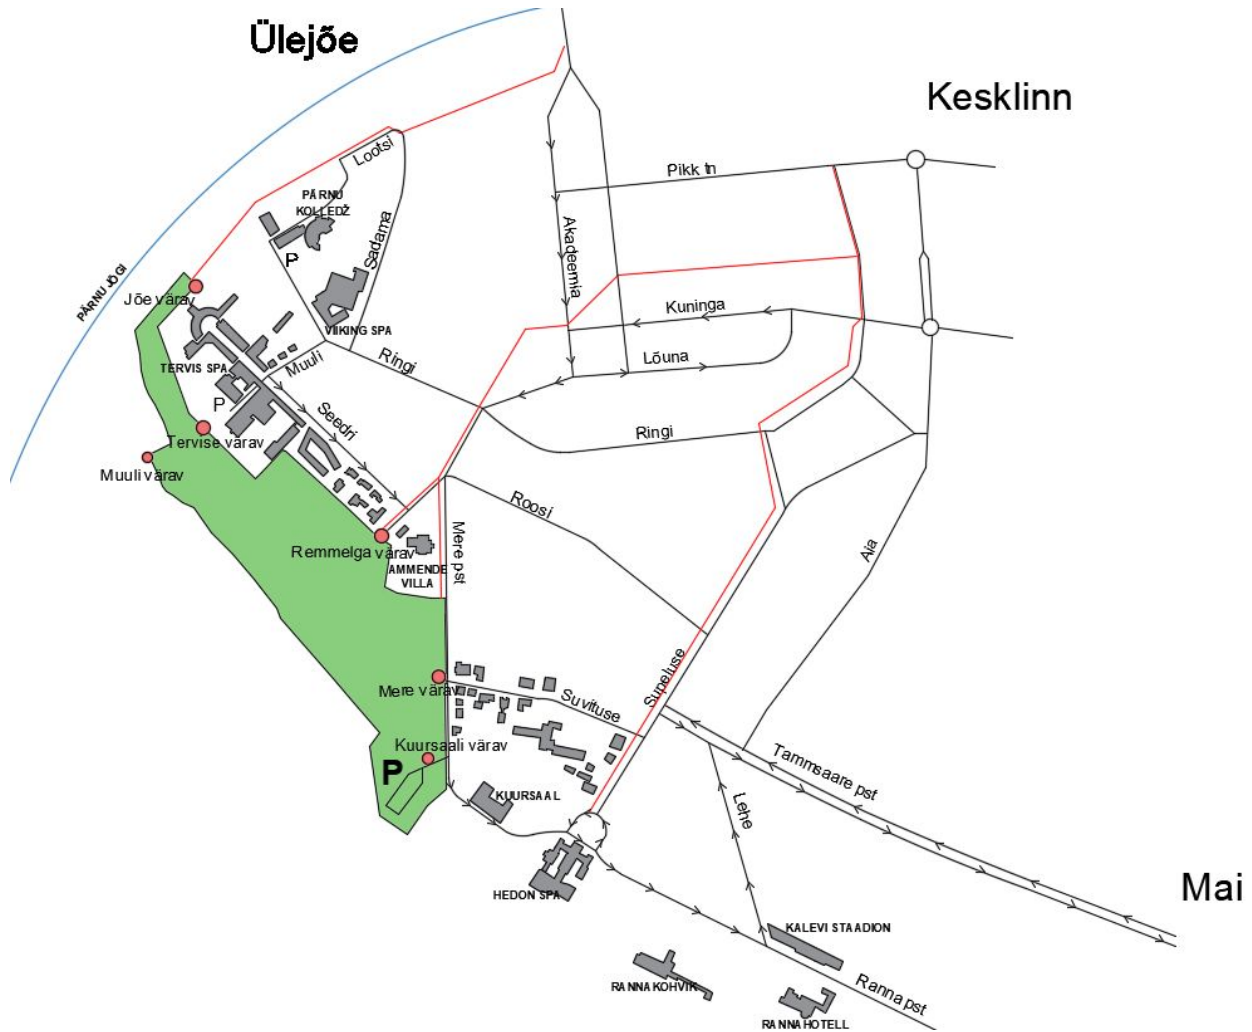 Ülejõe
Kesklinn
Lootsi
Pikk tn
PÄRNU
KOLLEDŽ
P
Sadama
Akadeemia
PÄRNU JÕGI
Jõe värav
Kuninga
VIIKING SPA
Lõuna
TERVIS SPA
Muuli
Ringi
P
Seedri
Ringi
Tervise värav
Muuli värav
Roosi
Remmelga värav
Mere pst
Aia
AMMENDE
VILLA
Supeluse
Mere värav
Suvituse
Kuursaali värav
P
Tammsaare pst
KUURSAAL
Lehe
HEDON SPA
Mai
KALEVI STAADION
RANNAKOHVIK
Ranna pst
RANNAHOTELL